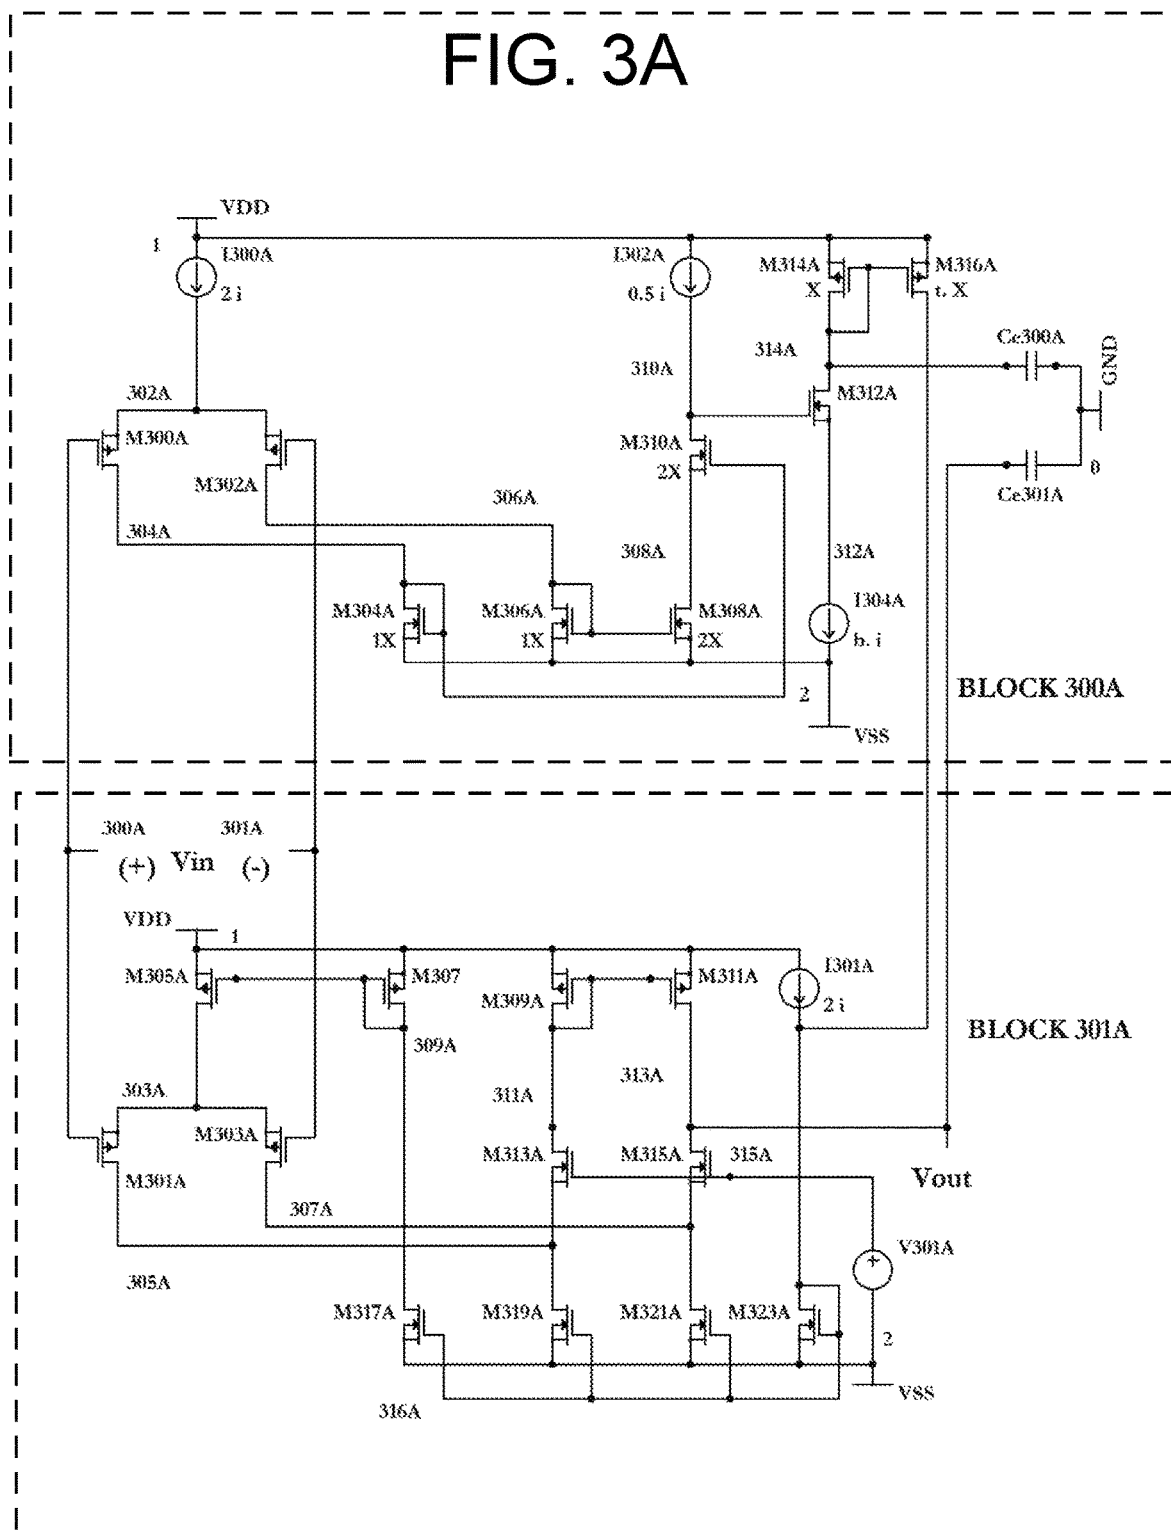 FIG. 3A
VDD
1
I300A
2 i
I302A
0.5 i
M314A
X
M316A
t. X
314A
310A
Cc300A
GND
302A
M300A
M302A
M312A
M310A
2X
306A
Cc301A
0
304A
308A
312A
M304A
1X
M306A
1X
M308A
2X
I304A
b. i
2
VSS
BLOCK 300A
300A
301A
(+) Vin (-)
VDD
1
M305A
M307
M309A
M311A
I301A
2 i
309A
BLOCK 301A
303A
311A
313A
M303A
M301A
M313A
M315A
315A
Vout
307A
305A
V301A
+
M317A
M319A
M321A
M323A
2
VSS
316A